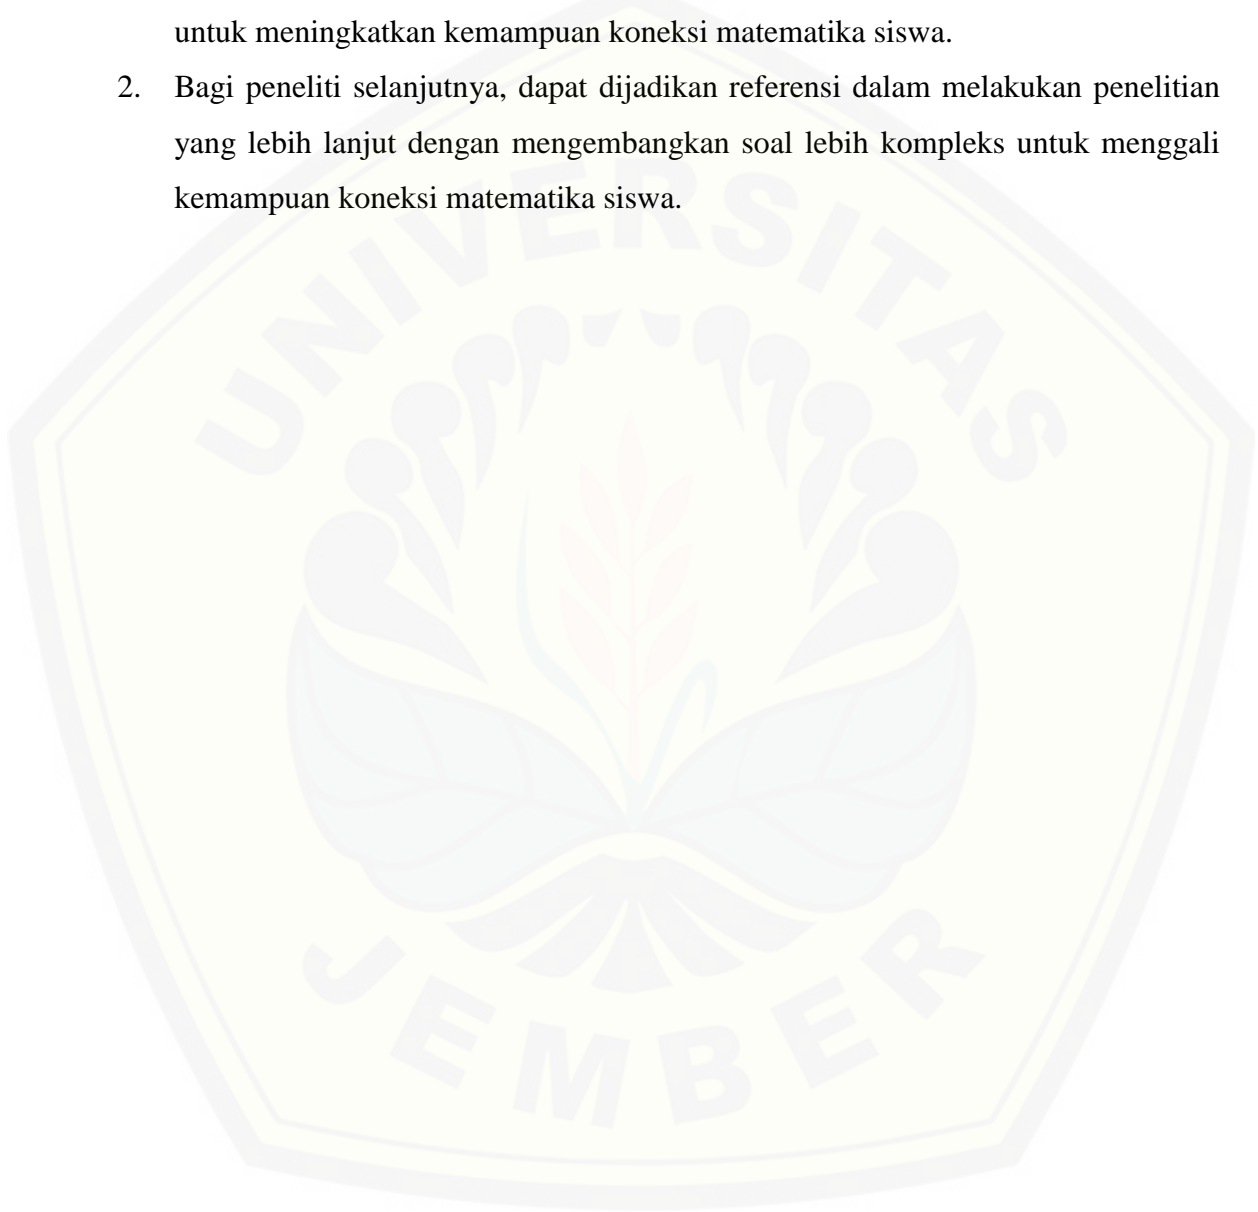 untuk meningkatkan kemampuan koneksi matematika siswa.
2. Bagi peneliti selanjutnya, dapat dijadikan referensi dalam melakukan penelitian
yang lebih lanjut dengan mengembangkan soal lebih kompleks untuk menggali
kemampuan koneksi matematika siswa.
UNIVERSITAS
JEMBER